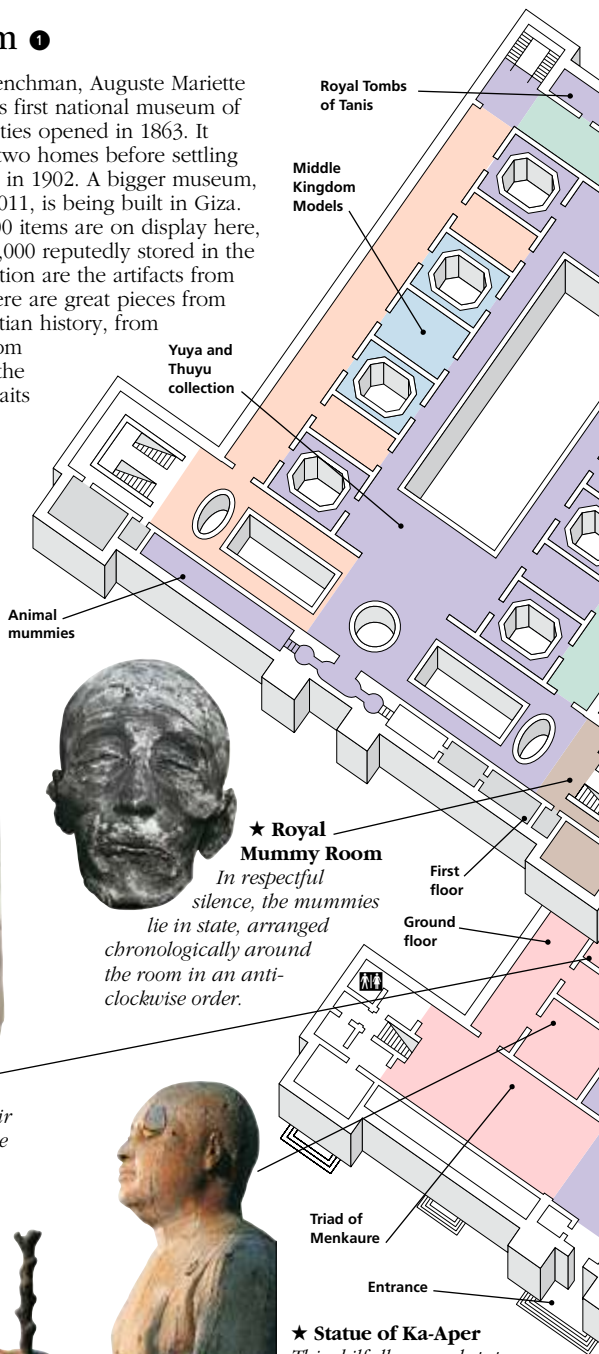 m 1
enchman, Auguste Mariette
s first national museum of
ties opened in 1863. It
two homes before settling
in 1902. A bigger museum,
011, is being built in Giza.
00 items are on display here,
,000 reputedly stored in the
tion are the artifacts from
ere are great pieces from
tian history, from
om
the
aits
Royal Tombs
of Tanis
Middle
Kingdom
Models
Yuya and
Thuyu
collection
Animal
mummies
★ Royal
Mummy Room
In respectful
silence, the mummies
lie in state, arranged
chronologically around
the room in an anti-
clockwise order.
First
floor
Ground
floor
ir
e
Triad of
Menkaure
Entrance
★ Statue of Ka-Aper